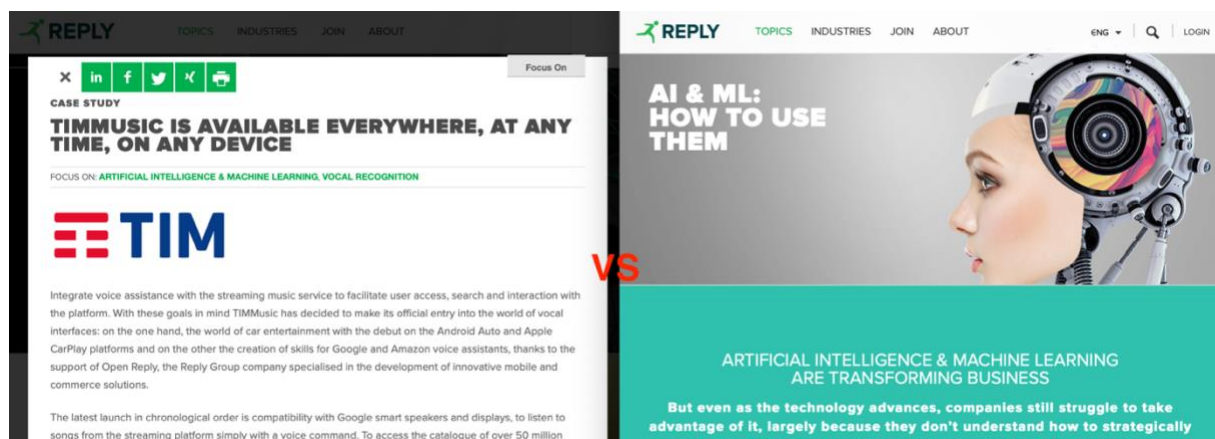 REPLY
TOPICS INDUSTRIES JOIN ABOUT
Focus On
CASE STUDY
TIMMUSIC IS AVAILABLE EVERYWHERE, AT ANY
TIME, ON ANY DEVICE
FOCUS ON: ARTIFICIAL INTELLIGENCE & MACHINE LEARNING, VOCAL RECOGNITION
TIM
Integrate voice assistance with the streaming music service to facilitate user access, search and interaction with
the platform. With these goals in mind TIMMusic has decided to make its official entry into the world of vocal
interfaces: on the one hand, the world of car entertainment with the debut on the Android Auto and Apple
CarPlay platforms and on the other the creation of skills for Google and Amazon voice assistants, thanks to the
support of Open Reply, the Reply Group company specialised in the development of innovative mobile and
commerce solutions.
The latest launch in chronological order is compatibility with Google smart speakers and displays, to listen to
songs from the streaming platform simply with a voice command. To access the catalogue of over 50 million
VS
REPLY
TOPICS INDUSTRIES JOIN ABOUT
ENG
LOGIN
AI & ML:
HOW TO USE
THEM
ARTIFICIAL INTELLIGENCE & MACHINE LEARNING
ARE TRANSFORMING BUSINESS
But even as the technology advances, companies still struggle to take
advantage of it, largely because they don't understand how to strategically